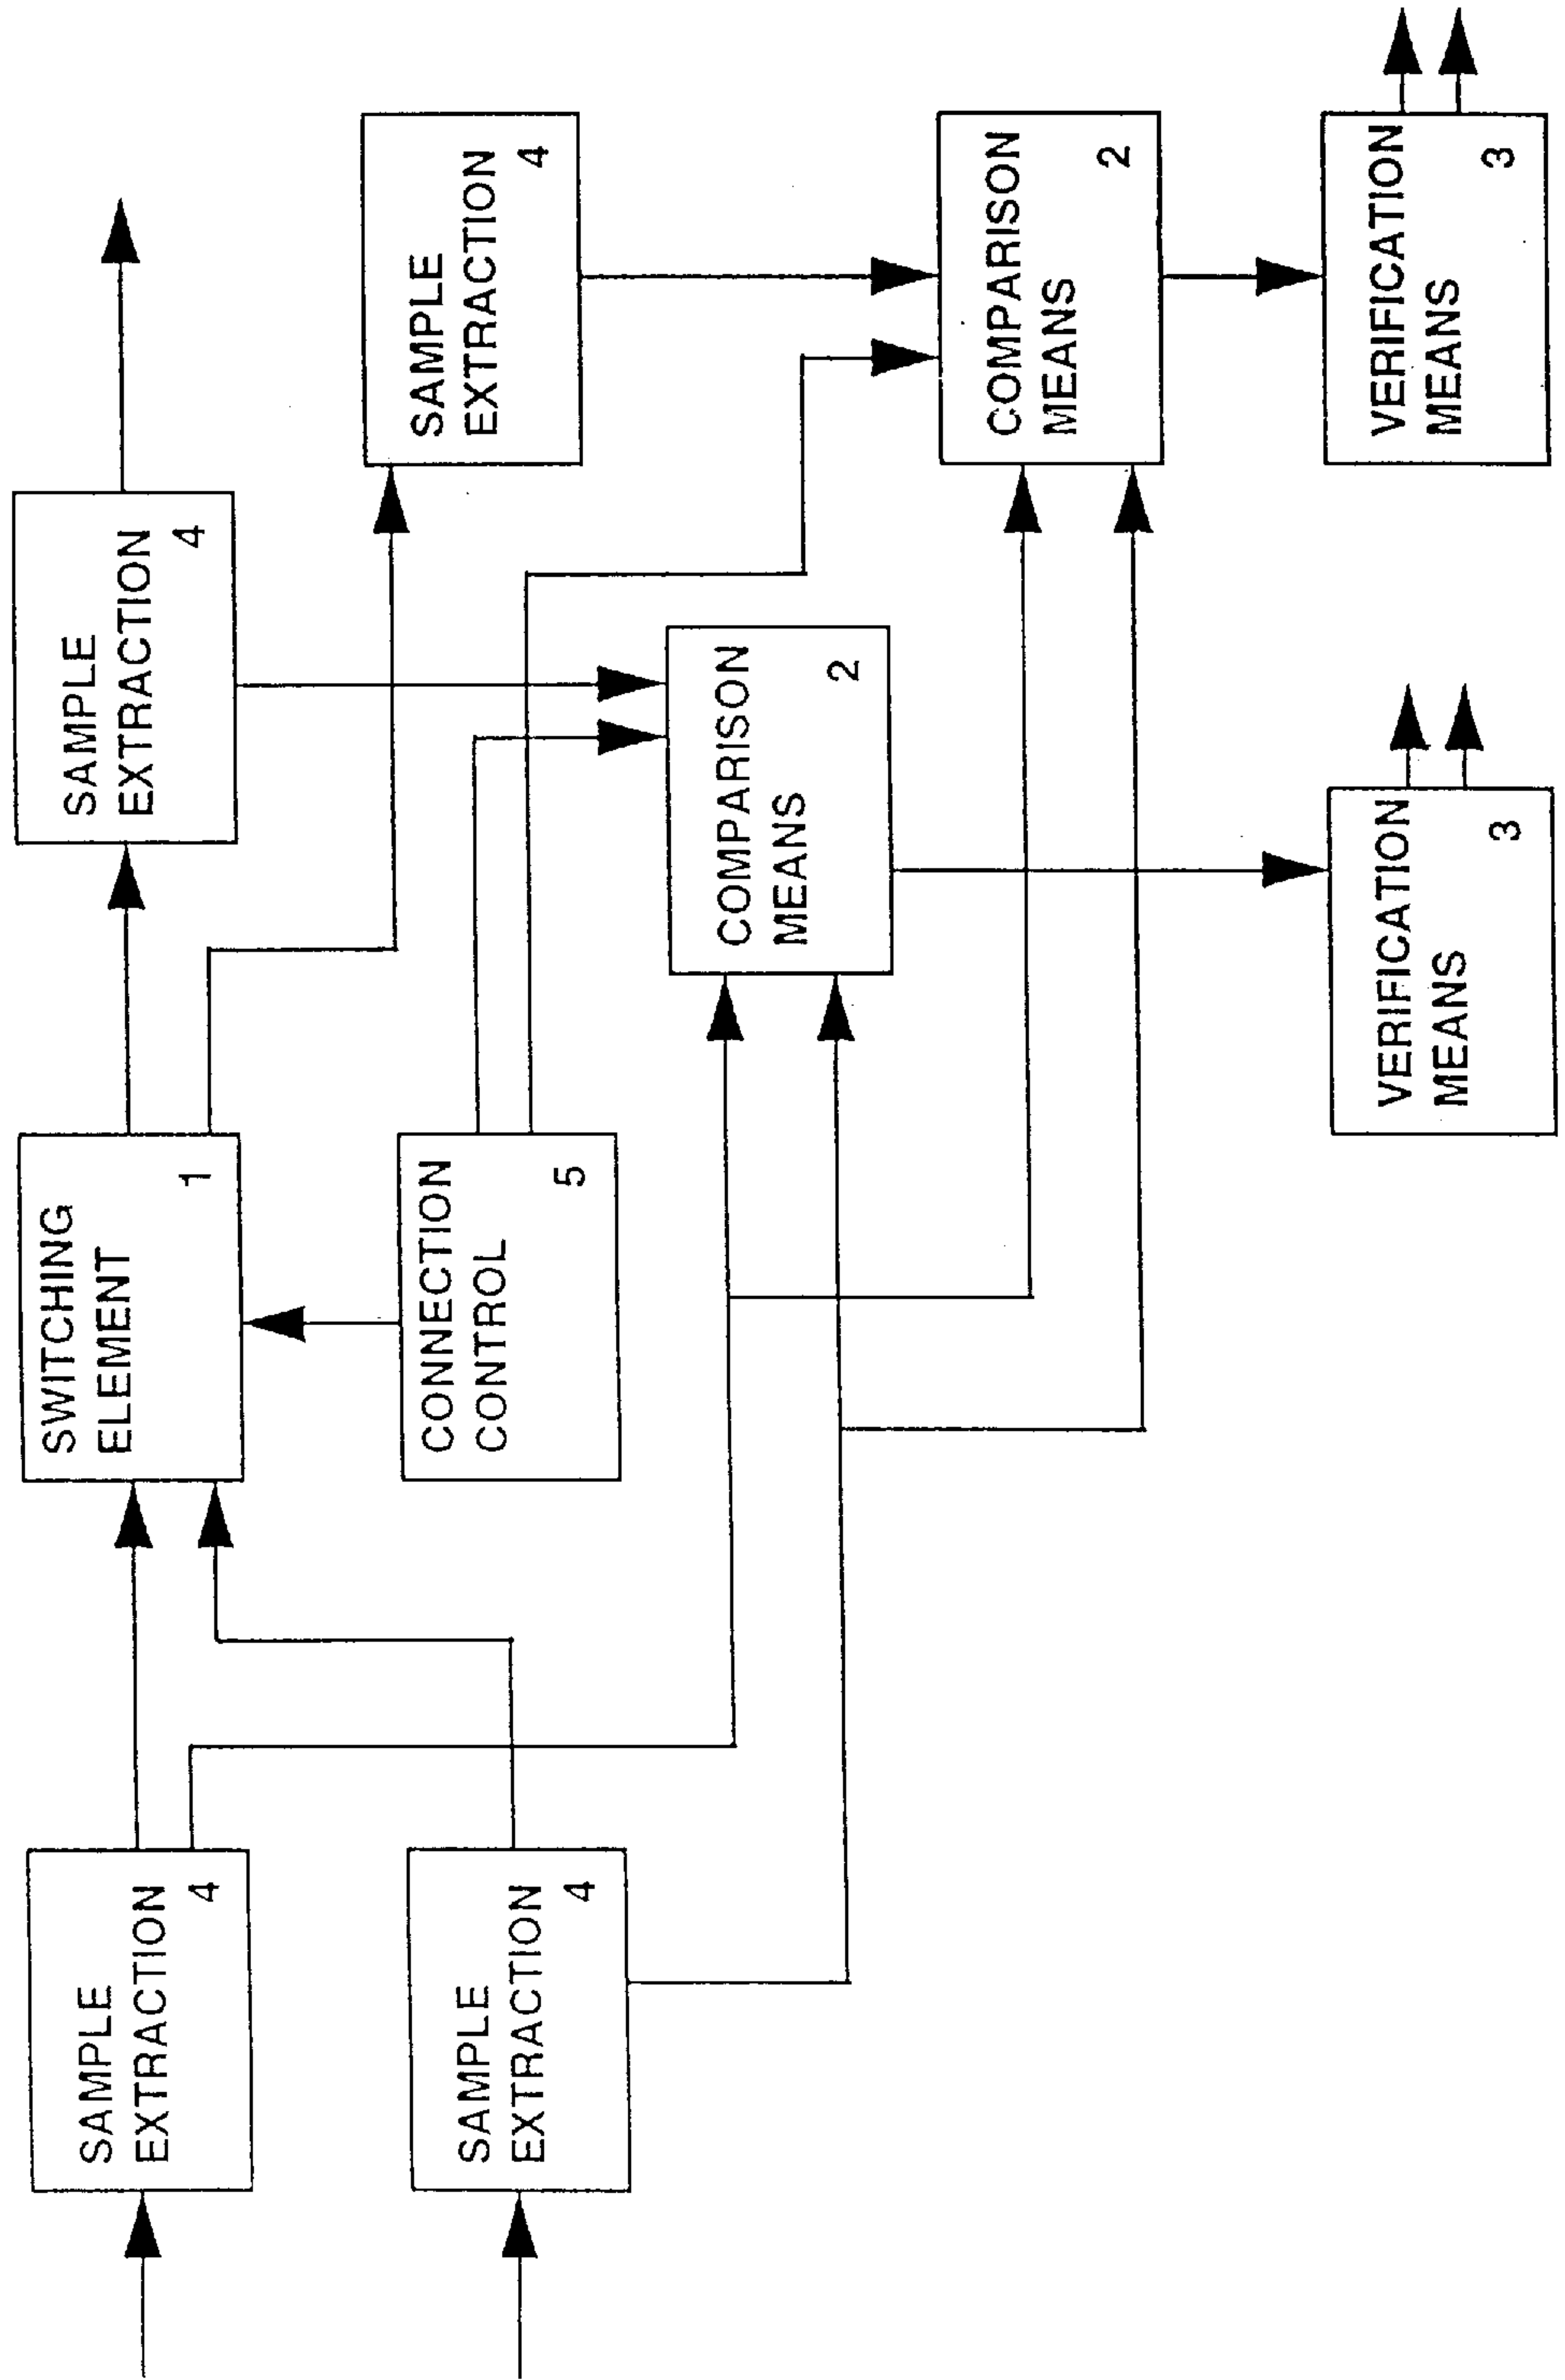 SAMPLE
EXTRACTION
4
SAMPLE
EXTRACTION
4
SWITCHING
ELEMENT
1
CONNECTION
CONTROL
5
SAMPLE
EXTRACTION
4
SAMPLE
EXTRACTION
4
COMPARISON
MEANS
2
COMPARISON
MEANS
2
VERIFICATION
MEANS
3
VERIFICATION
MEANS
3